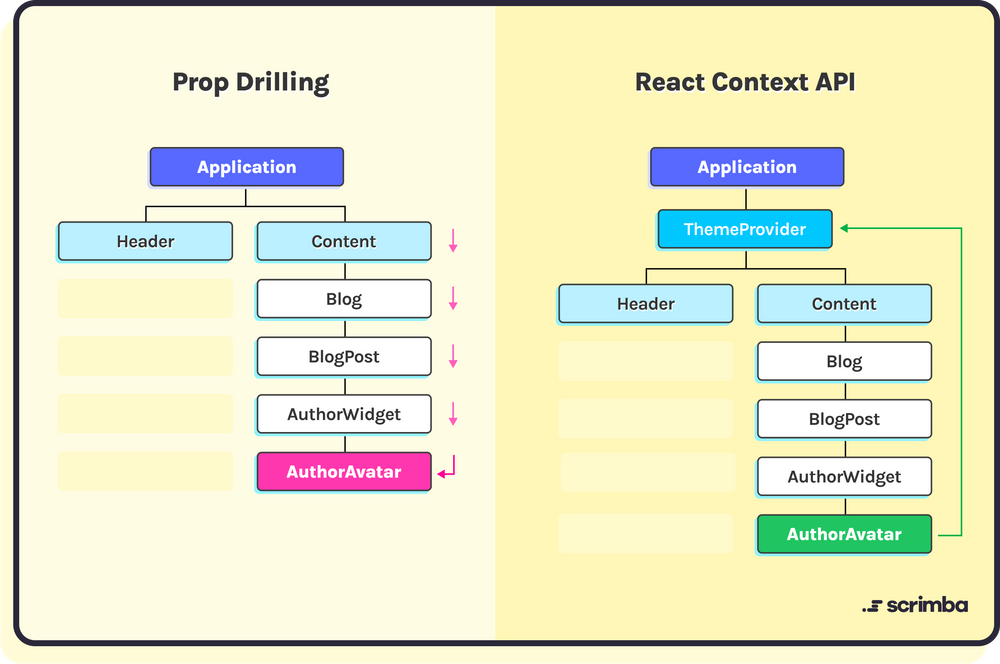 Prop Drilling
Application
Header
Content
Blog
BlogPost
AuthorWidget
AuthorAvatar
React Context API
Application
ThemeProvider
Header
Content
Blog
BlogPost
AuthorWidget
AuthorAvatar
scrimba